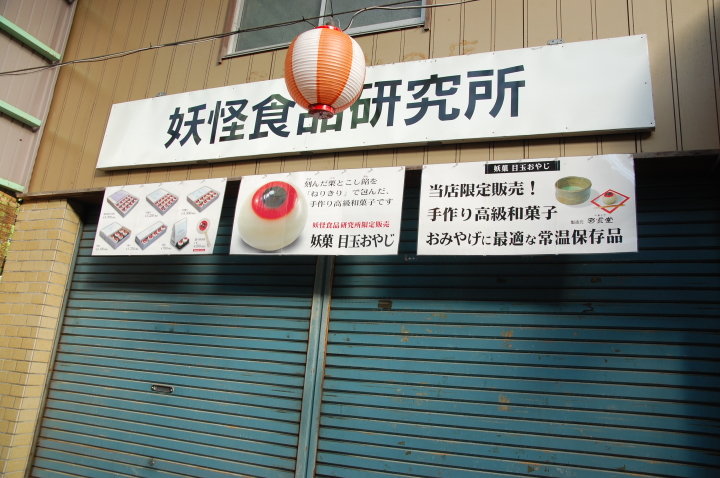 妖怪食品研究所
刻んだ栗とこし餡を
「ねりきり」で包んだ、
手作り高級和菓子です
妖怪食品研究所限定販売
妖菓 目玉おやじ
妖菓 目玉おやじ
当店限定販売！
手作り高級和菓子
おみやげに最適な常温保存品
彩雲堂